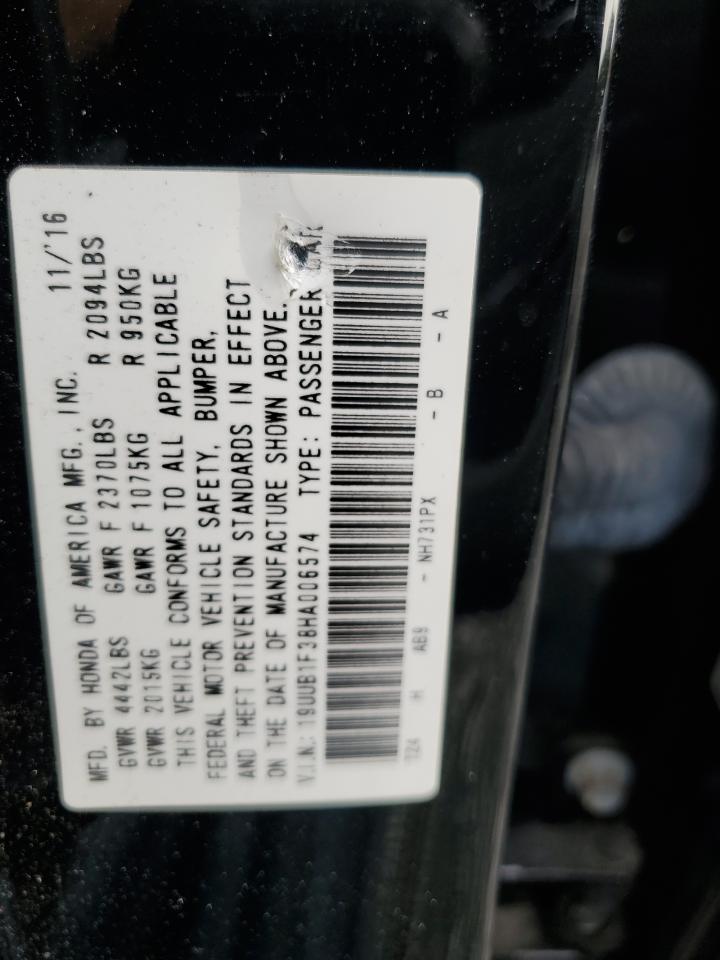 MFD. BY HONDA OF AMERICA MFG., INC. 11/'16
GVWR 4442LBS GAWR F 2370LBS R 2094LBS
GVWR 2015KG GAWR F 1075KG R 950KG
THIS VEHICLE CONFORMS TO ALL APPLICABLE
FEDERAL MOTOR VEHICLE SAFETY, BUMPER,
AND THEFT PREVENTION STANDARDS IN EFFECT
ON THE DATE OF MANUFACTURE SHOWN ABOVE.
V.I.N.: 19UUB1F38HA006574 TYPE: PASSENGER CAR
T24 H AB9 - NH731PX - B - A